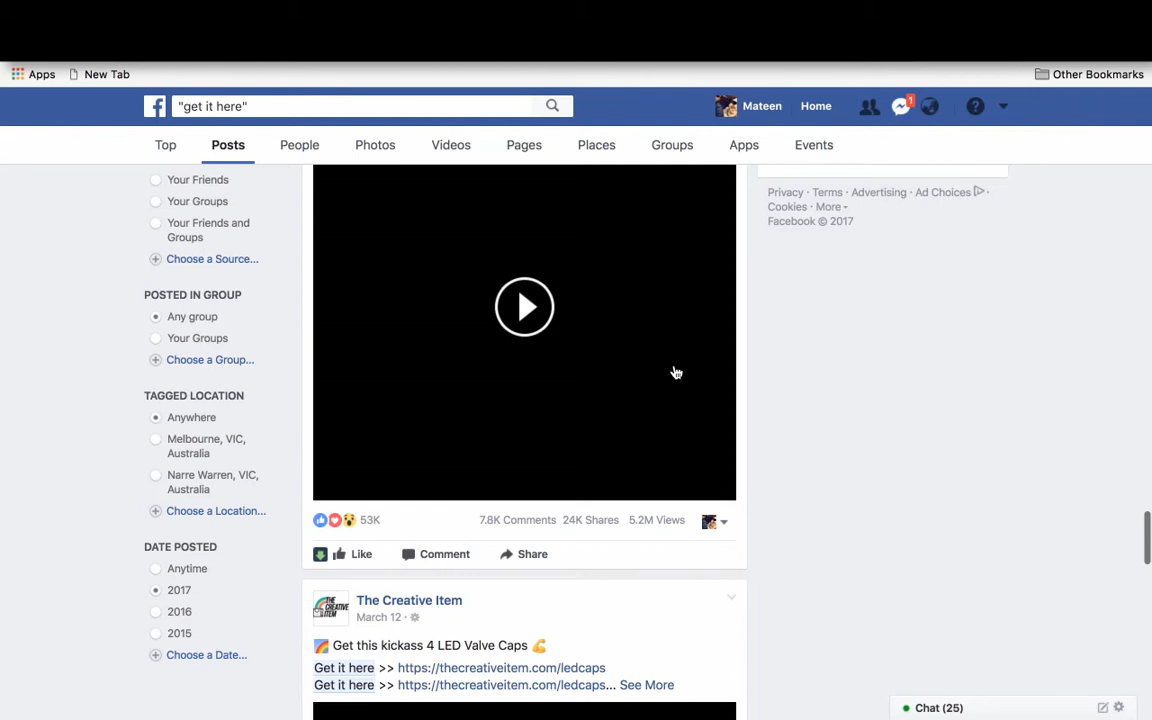 Apps New Tab Other Bookmarks
"get it here" Mateen Home 1
Top Posts People Photos Videos Pages Places Groups Apps Events
Your Friends
Your Groups
Your Friends and
Groups
Choose a Source...
POSTED IN GROUP
Any group
Your Groups
Choose a Group...
TAGGED LOCATION
Anywhere
Melbourne, VIC,
Australia
Narre Warren, VIC,
Australia
Choose a Location...
DATE POSTED
Anytime
2017
2016
2015
Choose a Date...
53K 7.8K Comments 24K Shares 5.2M Views
Like Comment Share
THE CREATIVE ITEM
The Creative Item
March 12 ·
Get this kickass 4 LED Valve Caps
Get it here >> https://thecreativeitem.com/ledcaps
Get it here >> https://thecreativeitem.com/ledcaps... See More
Privacy · Terms · Advertising · Ad Choices ·
Cookies · More
Facebook © 2017
Chat (25)